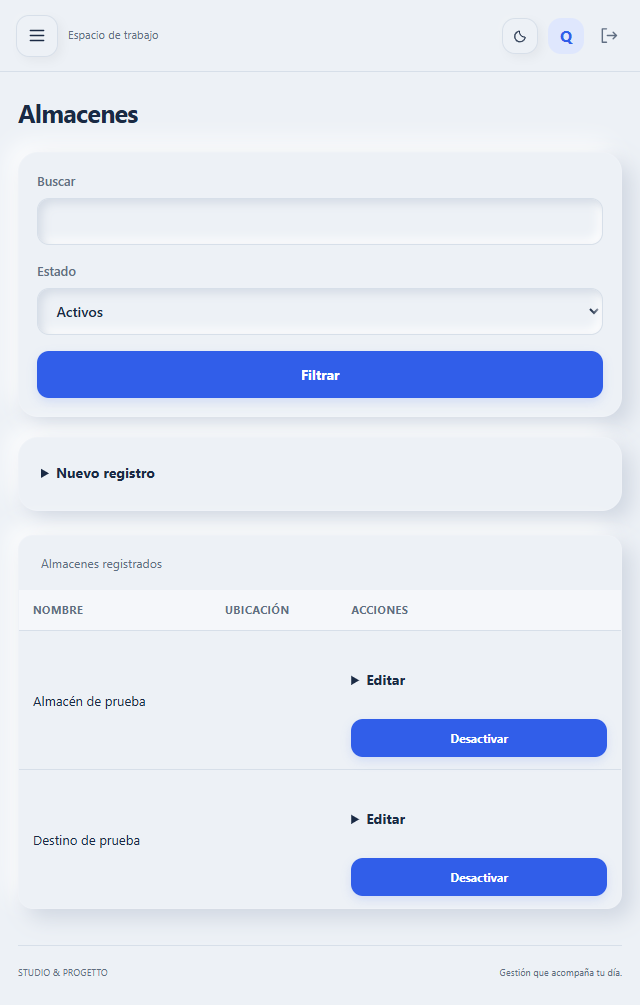 Espacio de trabajo
Q
Almacenes
Buscar
Estado
Activos
Filtrar
Nuevo registro
Almacenes registrados
NOMBRE UBICACIÓN ACCIONES
Editar
Almacén de prueba
Desactivar
Editar
Destino de prueba
Desactivar
STUDIO & PROGETTO Gestión que acompaña tu día.